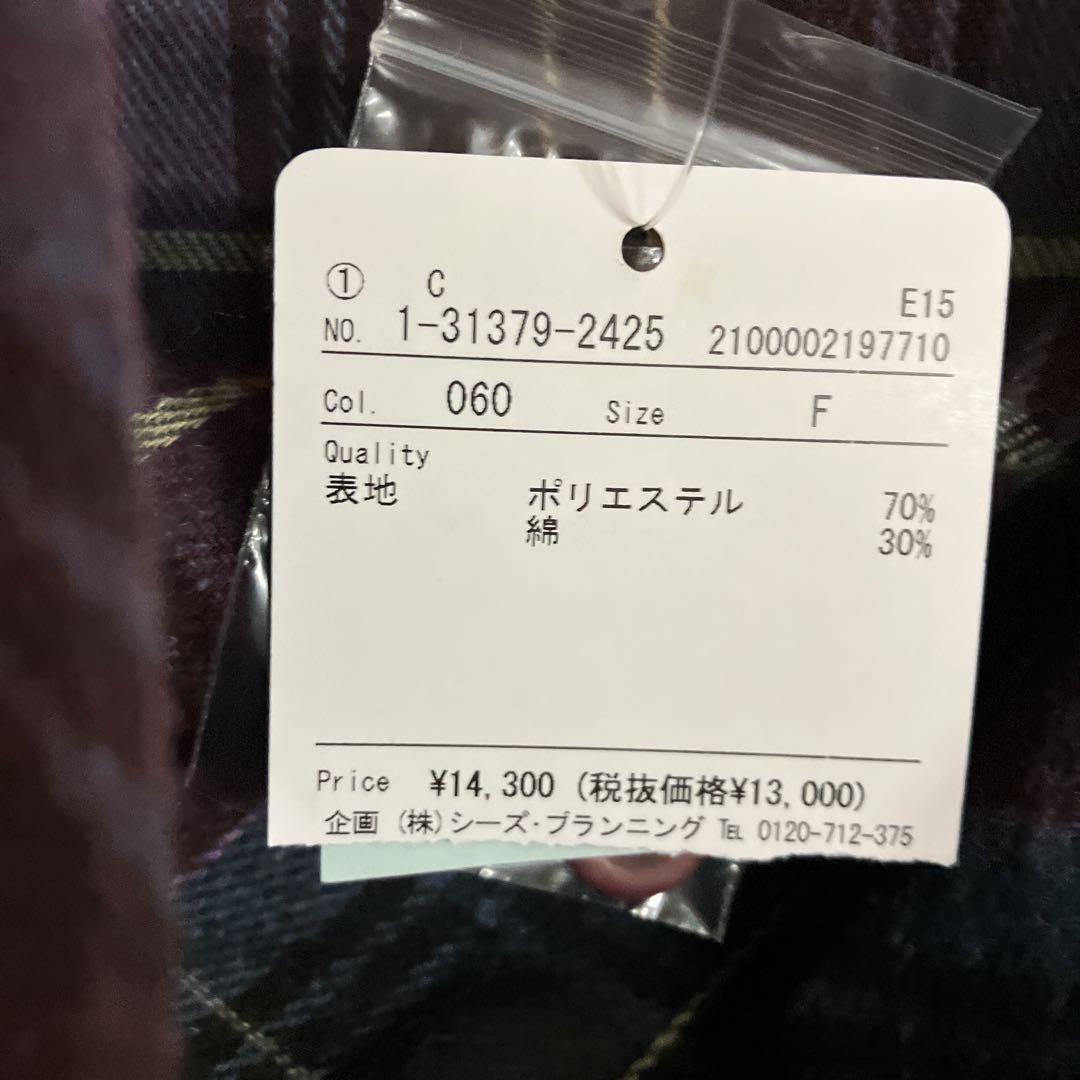 ① C E15
NO. 1-31379-2425 2100002197710
Col. 060 Size F
Quality
表地 ポリエステル 70%
綿 30%
Price ¥14,300 (税抜価格¥13,000)
企画 (株)シーズ・ブランニング ℡ 0120-712-375